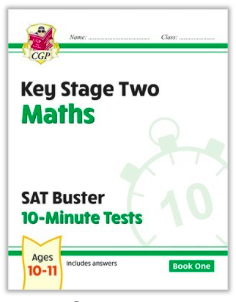 Name: ........................ Class: ........................
CGP
Key Stage Two
Maths
10
SAT Buster
10-Minute Tests
Ages
10-11
includes answers
Book One